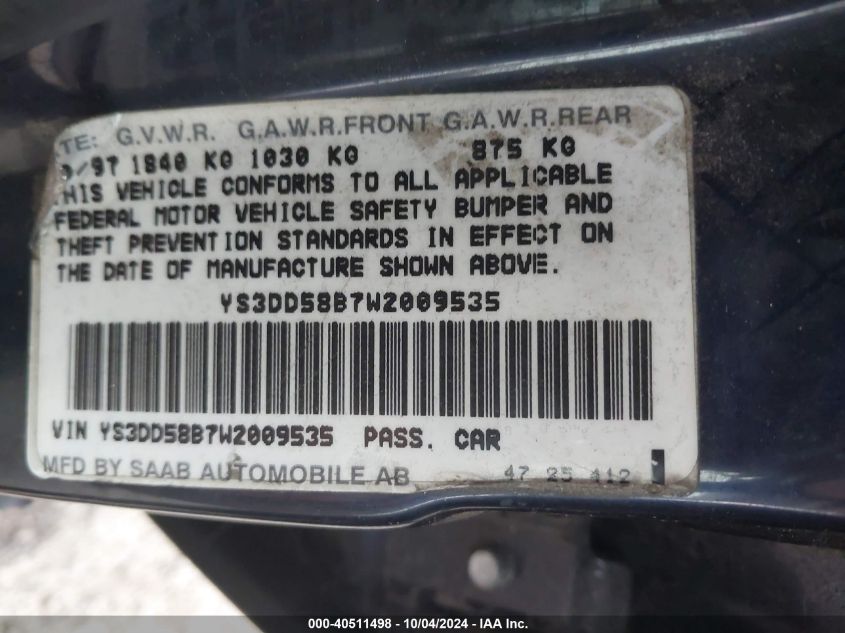 TE: G.V.W.R. G.A.W.R.FRONT G.A.W.R.REAR
/97 1840 KG 1030 KG 875 KG
THIS VEHICLE CONFORMS TO ALL APPLICABLE
FEDERAL MOTOR VEHICLE SAFETY BUMPER AND
THEFT PREVENTION STANDARDS IN EFFECT ON
THE DATE OF MANUFACTURE SHOWN ABOVE.
YS3DD58B7W2009535
VIN YS3DD58B7W2009535 PASS. CAR
MFD BY SAAB AUTOMOBILE AB 47 25 412
000-40511498 - 10/04/2024 - IAA Inc.